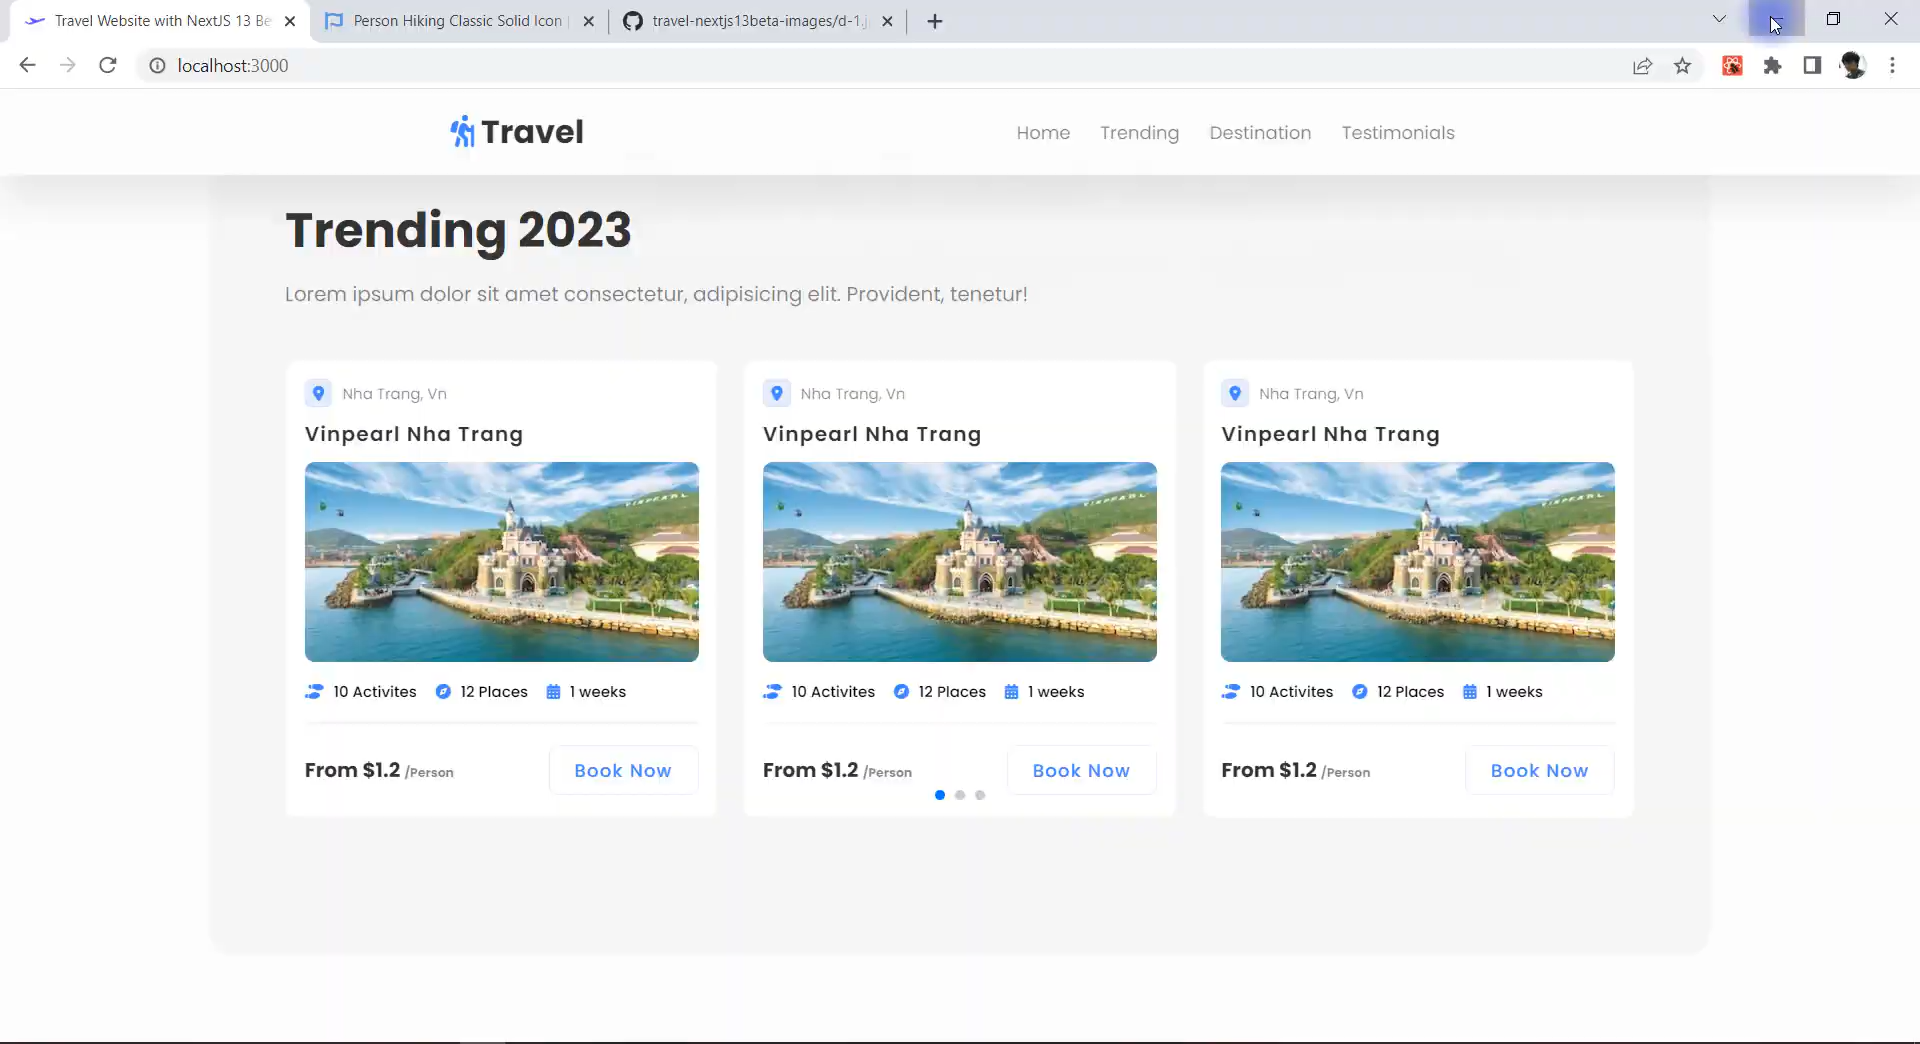 Travel Website with NextJS 13 Be
Person Hiking Classic Solid Icon
travel-nextjs13beta-images/d-1.j
localhost:3000
Travel
Home Trending Destination Testimonials
Trending 2023
Lorem ipsum dolor sit amet consectetur, adipisicing elit. Provident, tenetur!
Nha Trang, Vn
Vinpearl Nha Trang
VINPEARL
10 Activites 12 Places 1 weeks
From $1.2 /Person Book Now
Nha Trang, Vn
Vinpearl Nha Trang
VINPEARL
10 Activites 12 Places 1 weeks
From $1.2 /Person Book Now
Nha Trang, Vn
Vinpearl Nha Trang
VINPEARL
10 Activites 12 Places 1 weeks
From $1.2 /Person Book Now